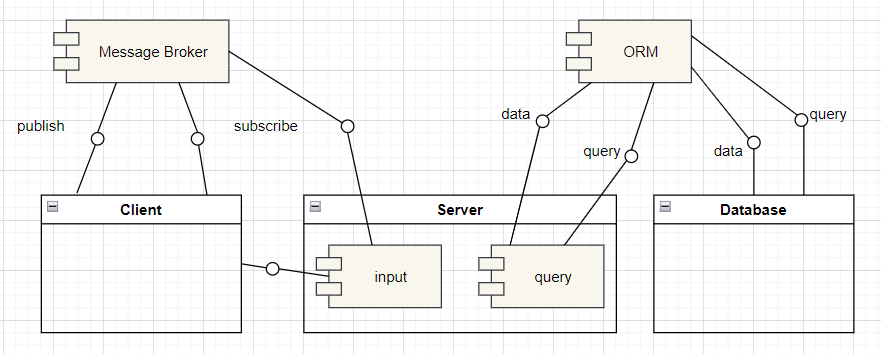 Message Broker
ORM
publish
subscribe
data
query
query
data
Client
Server
Database
input
query